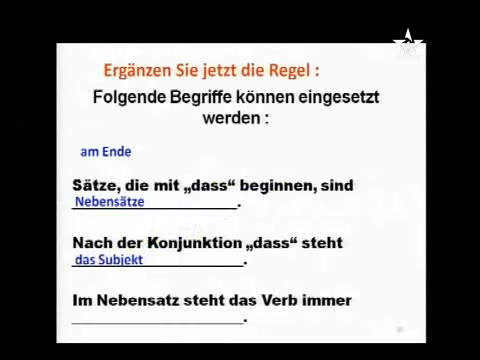 Ergänzen Sie jetzt die Regel :
Folgende Begriffe können eingesetzt
werden :
am Ende
Sätze, die mit „dass“ beginnen, sind
Nebensätze.
Nach der Konjunktion „dass“ steht
das Subjekt.
Im Nebensatz steht das Verb immer
____________________.